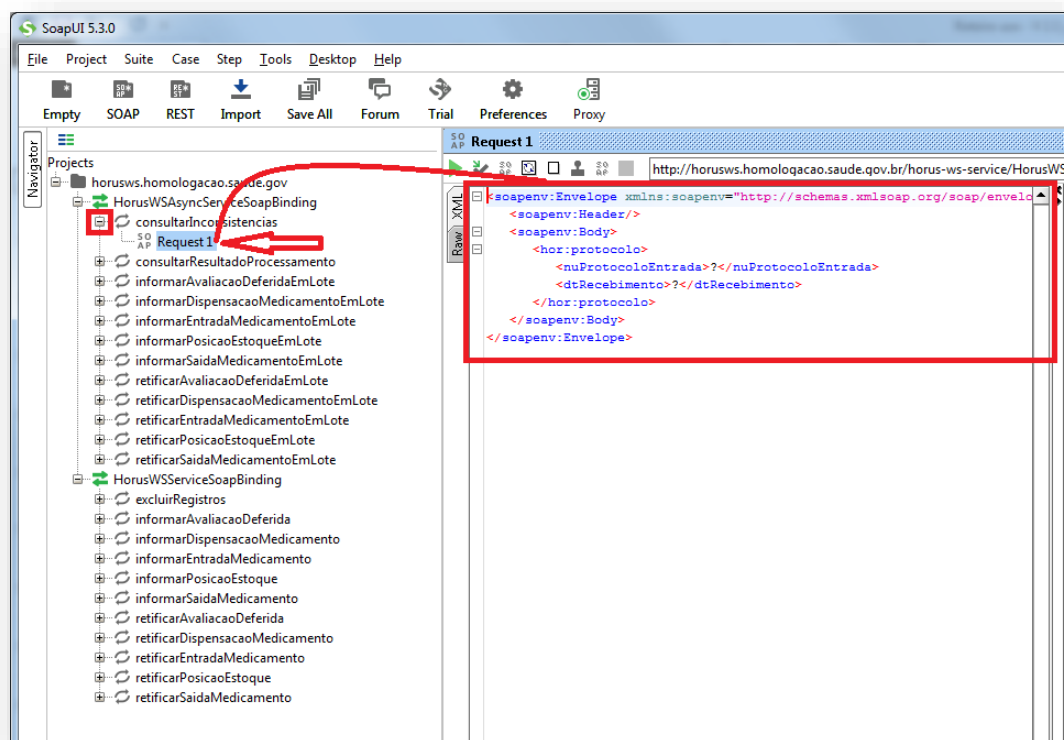 SoapUI 5.3.0
File Project Suite Case Step Tools Desktop Help
Empty SOAP REST Import Save All Forum Trial Preferences Proxy
Navigator
Projects
horusws.homologacao.saude.gov
HorusWSAsyncServiceSoapBinding
consultarInconsistencias
SOAP Request 1
consultarResultadoProcessamento
informarAvaliacaoDeferidaEmLote
informarDispensacaoMedicamentoEmLote
informarEntradaMedicamentoEmLote
informarPosicaoEstoqueEmLote
informarSaidaMedicamentoEmLote
retificarAvaliacaoDeferidaEmLote
retificarDispensacaoMedicamentoEmLote
retificarEntradaMedicamentoEmLote
retificarPosicaoEstoqueEmLote
retificarSaidaMedicamentoEmLote
HorusWSServiceSoapBinding
excluirRegistros
informarAvaliacaoDeferida
informarDispensacaoMedicamento
informarEntradaMedicamento
informarPosicaoEstoque
informarSaidaMedicamento
retificarAvaliacaoDeferida
retificarDispensacaoMedicamento
retificarEntradaMedicamento
retificarPosicaoEstoque
retificarSaidaMedicamento
SOAP Request 1
http://horusws.homologacao.saude.gov.br/horus-ws-service/HorusWS
XML
Raw
<soapenv:Envelope xmlns:soapenv="http://schemas.xmlsoap.org/soap/envelo
<soapenv:Header/>
<soapenv:Body>
<hor:protocolo>
<nuProtocoloEntrada>?</nuProtocoloEntrada>
<dtRecebimento>?</dtRecebimento>
</hor:protocolo>
</soapenv:Body>
</soapenv:Envelope>